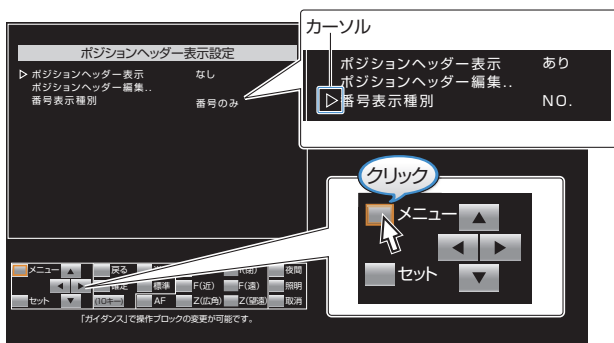 カーソル
ポジションヘッダー表示設定
ポジションヘッダー表示 なし
ポジションヘッダー編集..
番号表示種別 番号のみ
ポジションヘッダー表示 あり
ポジションヘッダー編集..
番号表示種別 NO.
クリック
メニュー
セット
メニュー 戻る 夜間
標準 F(近) F(遠) 照明
セット (10キー) AF Z(広角) Z(望遠) 取消
「ガイダンス」で操作ブロックの変更が可能です。